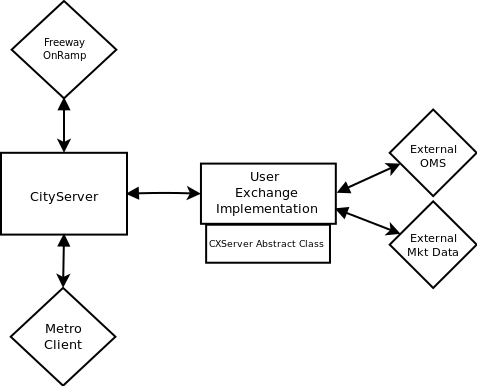 Freeway
OnRamp
CityServer
User
Exchange
Implementation
CXServer Abstract Class
External
OMS
External
Mkt Data
Metro
Client